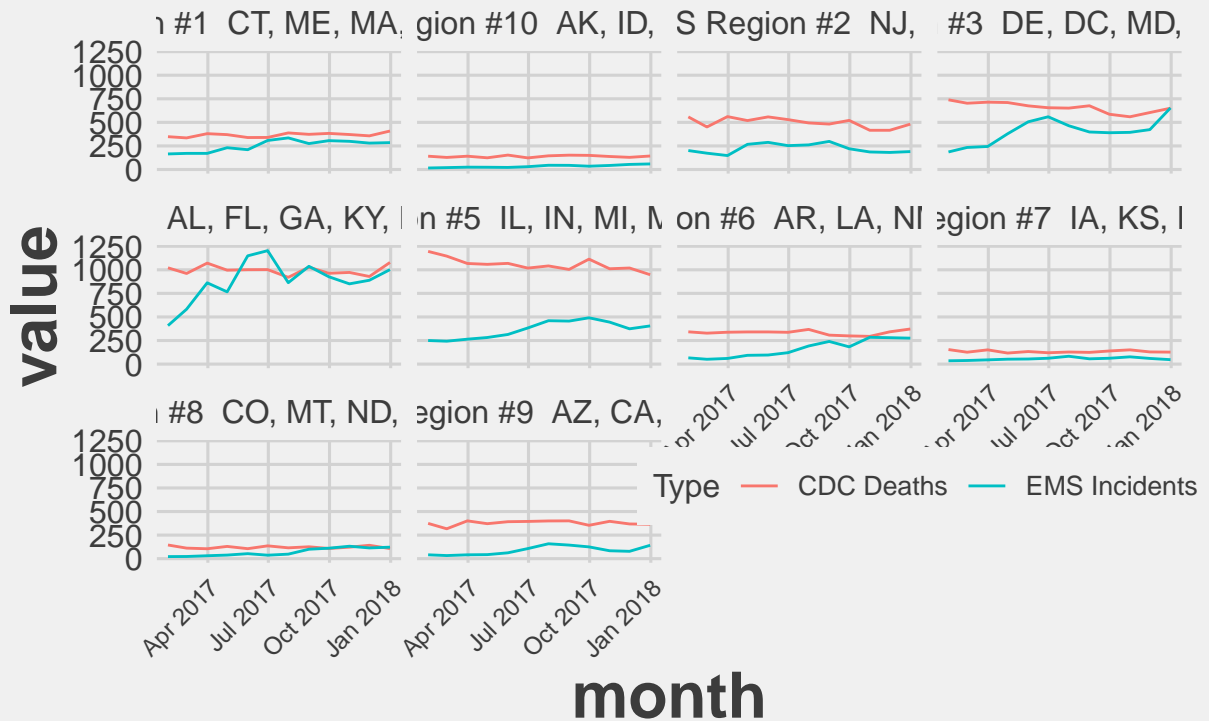 n #1 CT, ME, MA,
gion #10 AK, ID,
S Region #2 NJ,
#3 DE, DC, MD,
1250
1000
750
500
250
0
AL, FL, GA, KY,
on #5 IL, IN, MI, M
ion #6 AR, LA, NM
egion #7 IA, KS,
1250
1000
750
500
250
0
value
Apr 2017
Jul 2017
Oct 2017
Jan 2018
Apr 2017
Jul 2017
Oct 2017
Jan 2018
#8 CO, MT, ND,
egion #9 AZ, CA,
1250
1000
750
500
250
0
Type CDC Deaths EMS Incidents
Apr 2017
Jul 2017
Oct 2017
Jan 2018
Apr 2017
Jul 2017
Oct 2017
Jan 2018
month